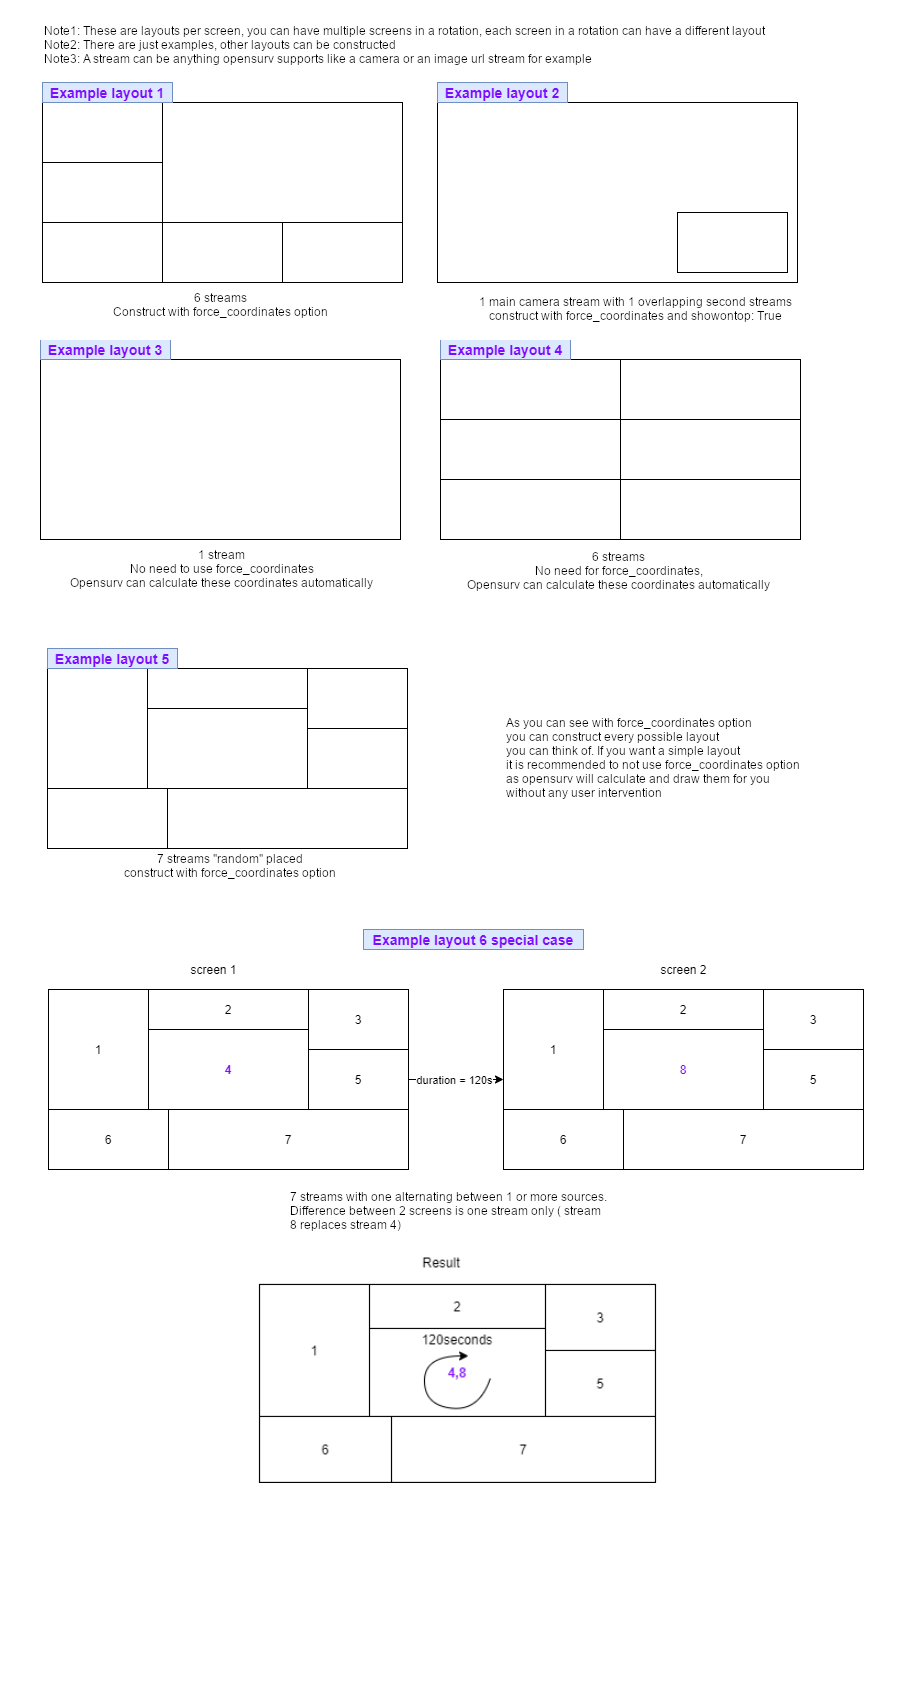 Note1: These are layouts per screen, you can have multiple screens in a rotation, each screen in a rotation can have a different layout
Note2: There are just examples, other layouts can be constructed
Note3: A stream can be anything opensurv supports like a camera or an image url stream for example
Example layout 1
Example layout 2
6 streams
Construct with force_coordinates option
1 main camera stream with 1 overlapping second streams
construct with force_coordinates and showontop: True
Example layout 3
Example layout 4
1 stream
No need to use force_coordinates
Opensurv can calculate these coordinates automatically
6 streams
No need for force_coordinates,
Opensurv can calculate these coordinates automatically
Example layout 5
7 streams "random" placed
construct with force_coordinates option
As you can see with force_coordinates option
you can construct every possible layout
you can think of. If you want a simple layout
it is recommended to not use force_coordinates option
as opensurv will calculate and draw them for you
without any user intervention
Example layout 6 special case
screen 1
1
2
3
4
5
6
7
duration = 120s
screen 2
1
2
3
8
5
6
7
7 streams with one alternating between 1 or more sources.
Difference between 2 screens is one stream only ( stream
8 replaces stream 4)
Result
1
2
3
120seconds
4,8
5
6
7